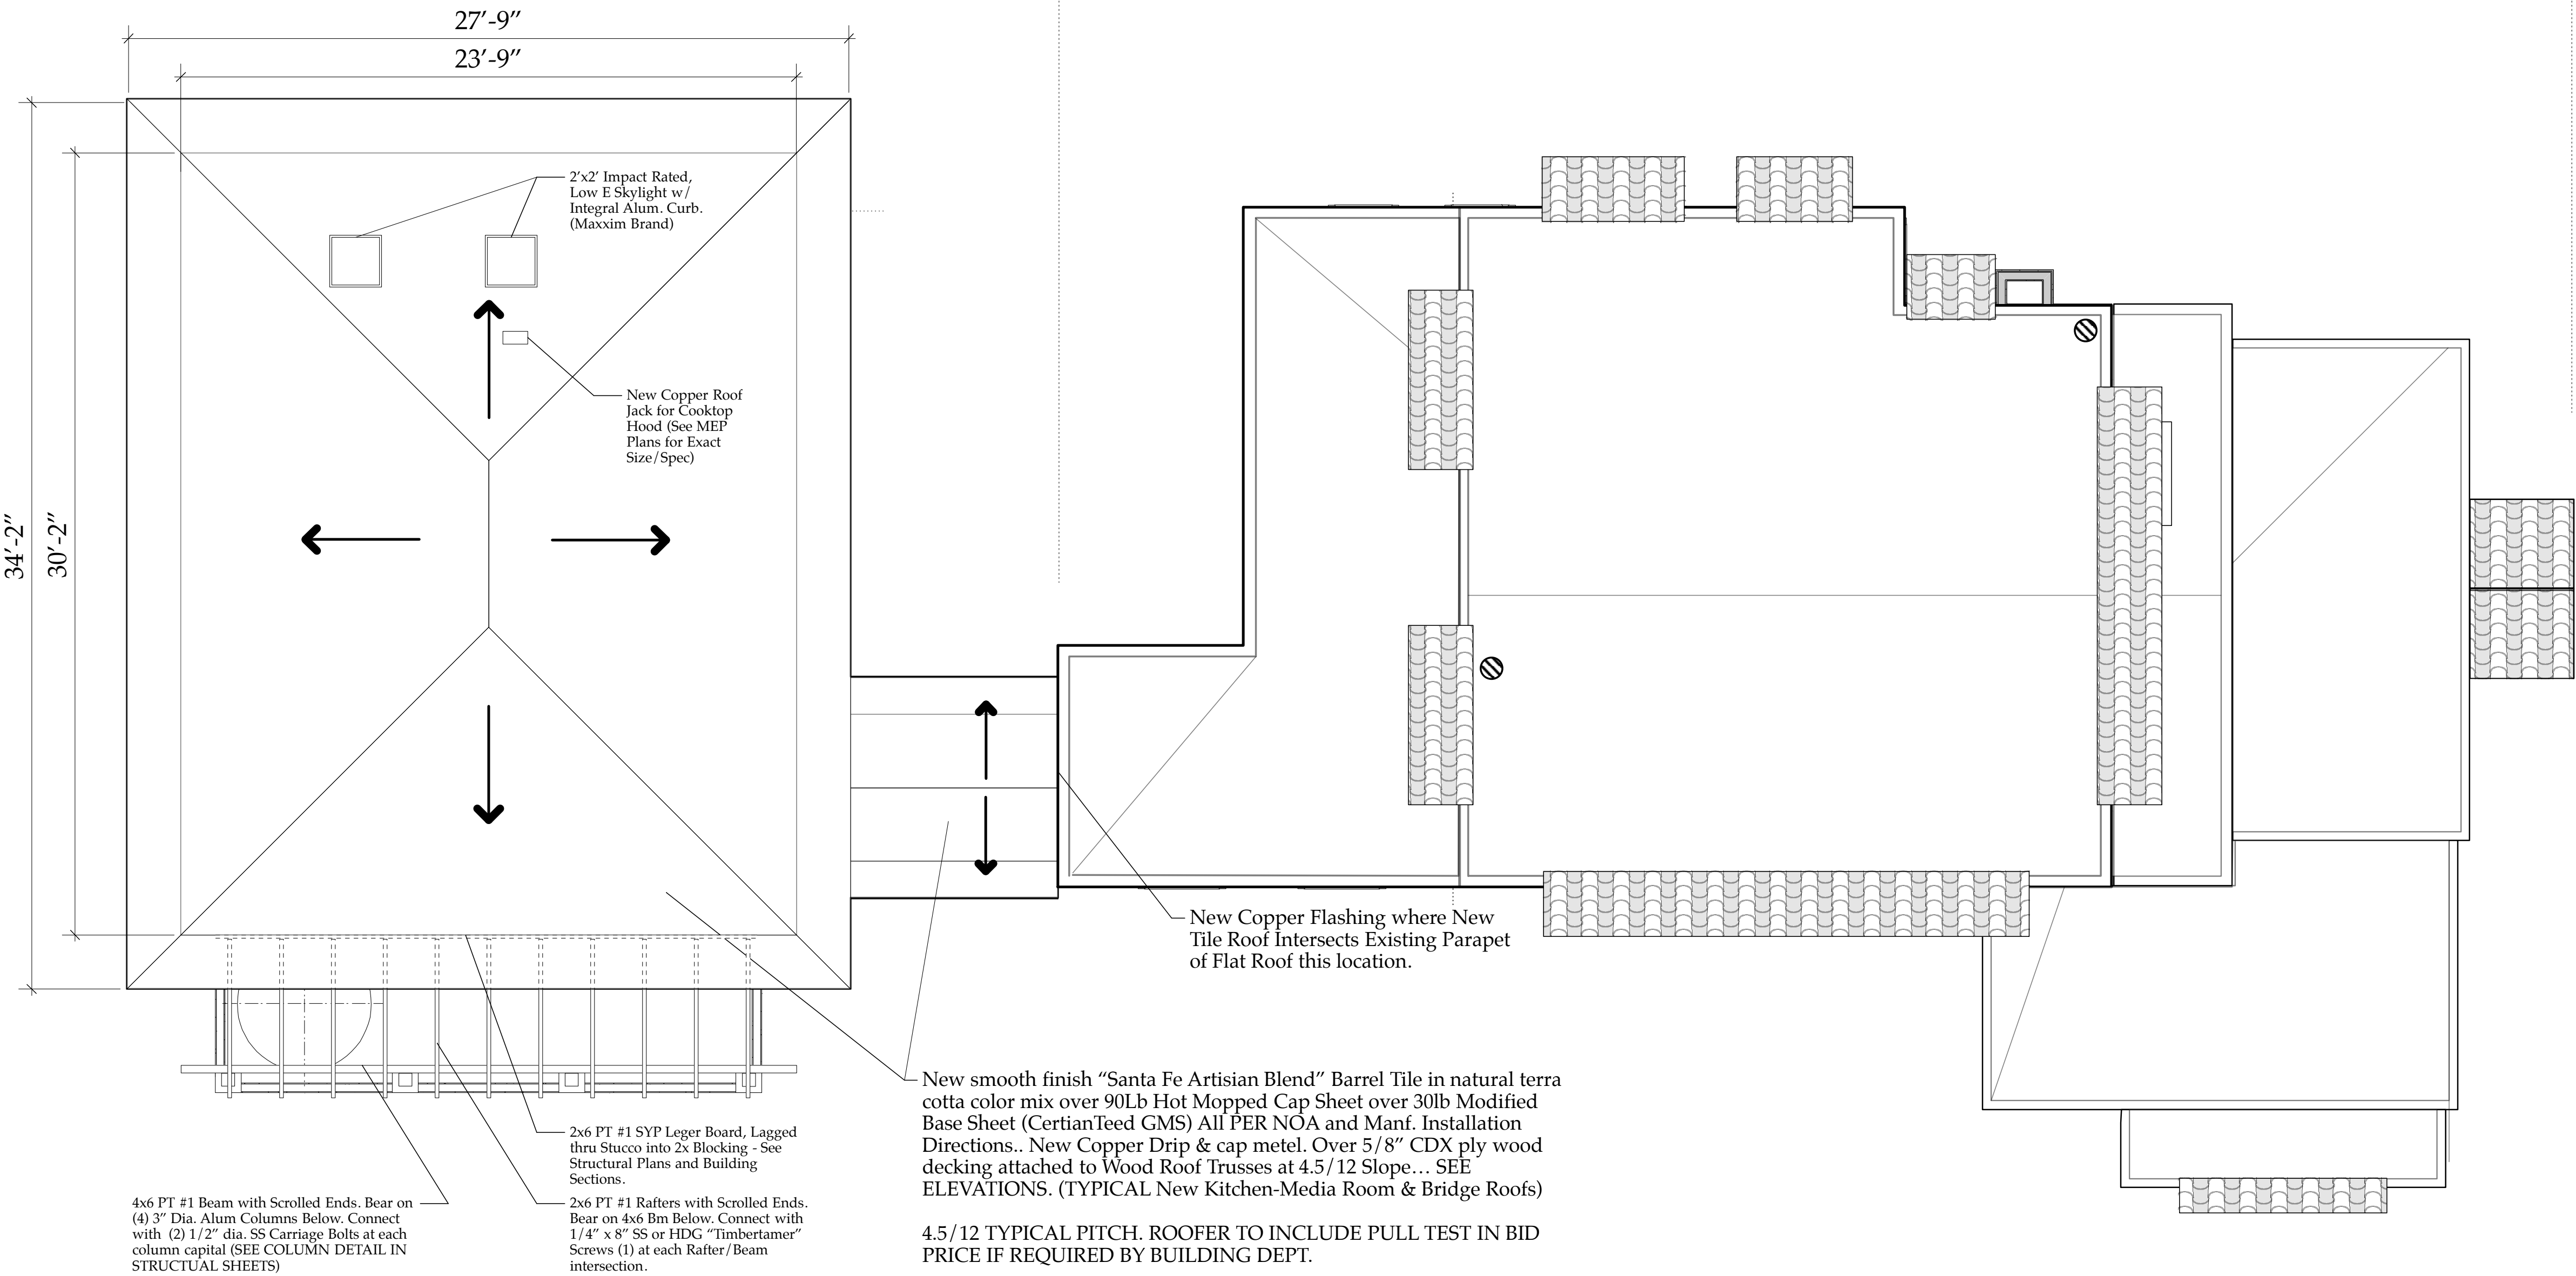 27'-9"
23'-9"
34'-2"
30'-2"
2'x2' Impact Rated,
Low E Skylight w/
Integral Alum. Curb.
(Maxxim Brand)
New Copper Roof
Jack for Cooktop
Hood (See MEP
Plans for Exact
Size/Spec)
New Copper Flashing where New
Tile Roof Intersects Existing Parapet
of Flat Roof this location.
New smooth finish “Santa Fe Artisian Blend” Barrel Tile in natural terra
cotta color mix over 90Lb Hot Mopped Cap Sheet over 30lb Modified
Base Sheet (CertianTeed GMS) All PER NOA and Manf. Installation
Directions.. New Copper Drip & cap metel. Over 5/8” CDX ply wood
decking attached to Wood Roof Trusses at 4.5/12 Slope… SEE
ELEVATIONS. (TYPICAL New Kitchen-Media Room & Bridge Roofs)
4.5/12 TYPICAL PITCH. ROOFER TO INCLUDE PULL TEST IN BID
PRICE IF REQUIRED BY BUILDING DEPT.
2x6 PT #1 SYP Leger Board, Lagged
thru Stucco into 2x Blocking - See
Structural Plans and Building
Sections.
4x6 PT #1 Beam with Scrolled Ends. Bear on
(4) 3” Dia. Alum Columns Below. Connect
with (2) 1/2” dia. SS Carriage Bolts at each
column capital (SEE COLUMN DETAIL IN
STRUCTUAL SHEETS)
2x6 PT #1 Rafters with Scrolled Ends.
Bear on 4x6 Bm Below. Connect with
1/4” x 8” SS or HDG “Timbertamer”
Screws (1) at each Rafter/Beam
intersection.